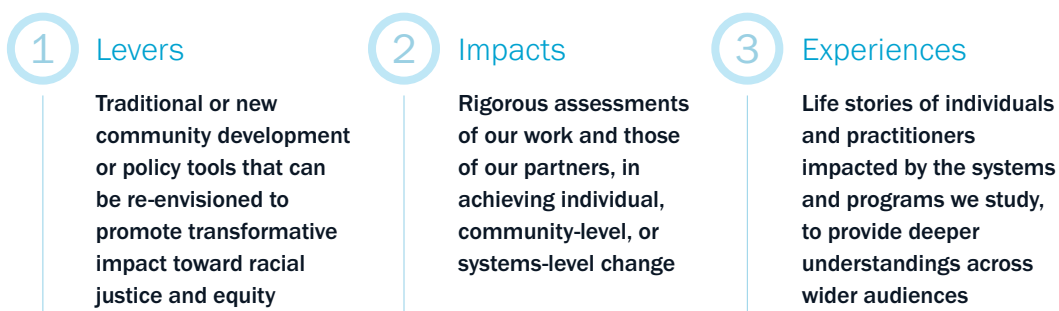 1
Levers
Traditional or new
community development
or policy tools that can
be re-envisioned to
promote transformative
impact toward racial
justice and equity
2
Impacts
Rigorous assessments
of our work and those
of our partners, in
achieving individual,
community-level, or
systems-level change
3
Experiences
Life stories of individuals
and practitioners
impacted by the systems
and programs we study,
to provide deeper
understandings across
wider audiences